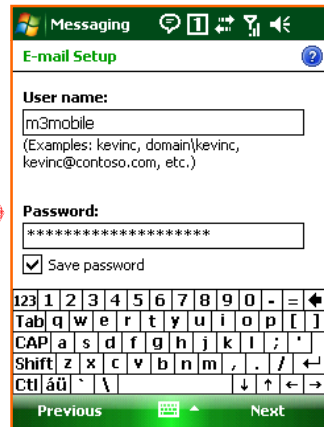 Messaging
E-mail Setup
User name:
m3mobile
(Examples: kevinc, domain\kevinc,
kevinc@contoso.com, etc.)
Password:
********************
Save password
123 1 2 3 4 5 6 7 8 9 0 - =
Tab q w e r t y u i o p [ ]
CAP a s d f g h j k l ; '
Shift z x c v b n m , . /
Ctl áü ` \
Previous Next